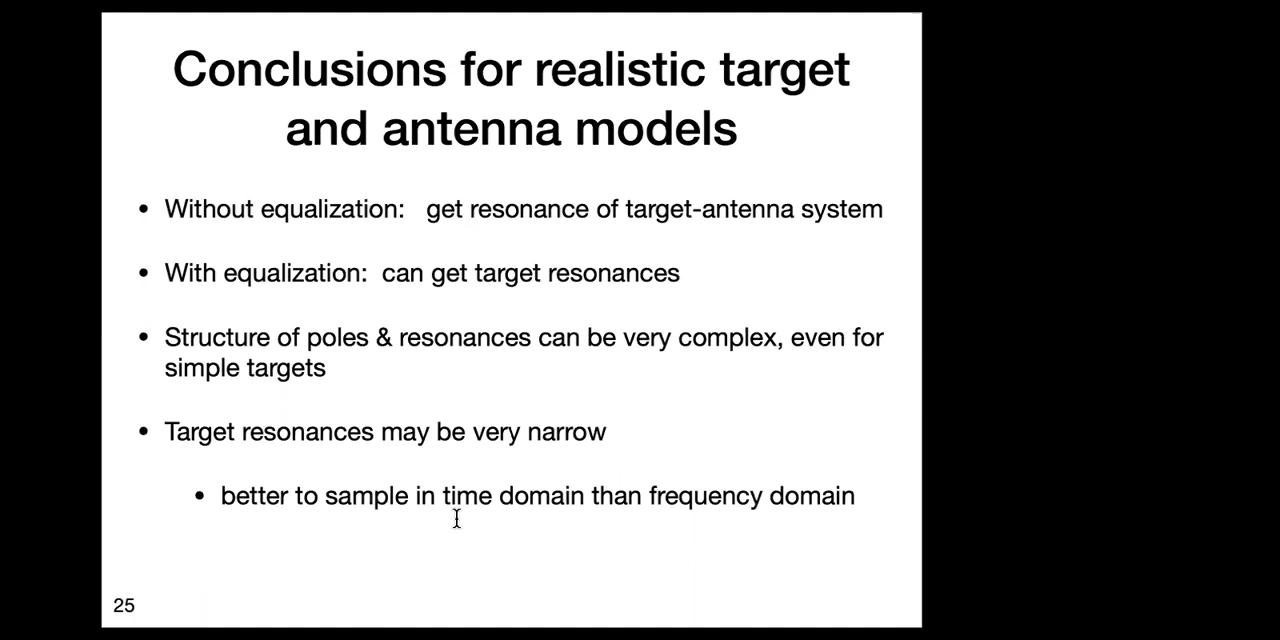 Conclusions for realistic target
and antenna models
• Without equalization: get resonance of target-antenna system
• With equalization: can get target resonances
• Structure of poles & resonances can be very complex, even for
simple targets
• Target resonances may be very narrow
• better to sample in time domain than frequency domain
25